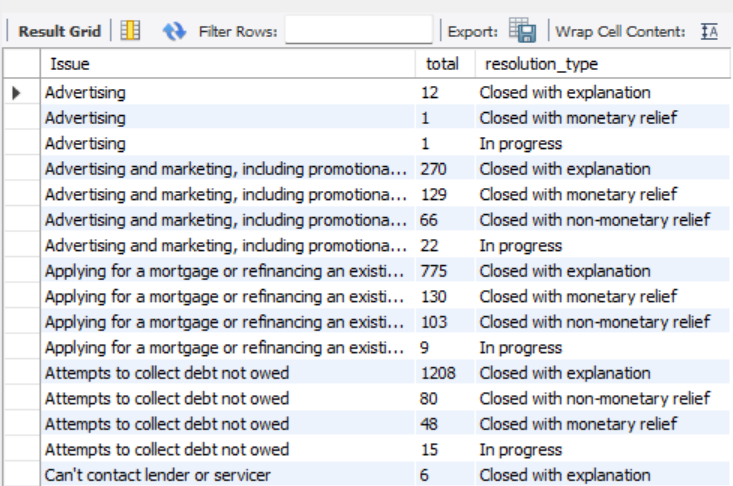 Result Grid Filter Rows: Export: Wrap Cell Content: IA
Issue total resolution_type
Advertising 12 Closed with explanation
Advertising 1 Closed with monetary relief
Advertising 1 In progress
Advertising and marketing, including promotiona... 270 Closed with explanation
Advertising and marketing, including promotiona... 129 Closed with monetary relief
Advertising and marketing, including promotiona... 66 Closed with non-monetary relief
Advertising and marketing, including promotiona... 22 In progress
Applying for a mortgage or refinancing an existi... 775 Closed with explanation
Applying for a mortgage or refinancing an existi... 130 Closed with monetary relief
Applying for a mortgage or refinancing an existi... 103 Closed with non-monetary relief
Applying for a mortgage or refinancing an existi... 9 In progress
Attempts to collect debt not owed 1208 Closed with explanation
Attempts to collect debt not owed 80 Closed with non-monetary relief
Attempts to collect debt not owed 48 Closed with monetary relief
Attempts to collect debt not owed 15 In progress
Can't contact lender or servicer 6 Closed with explanation